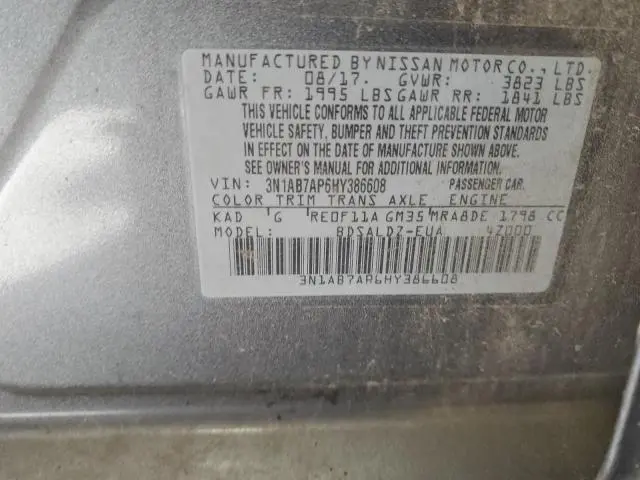 MANUFACTURED BY NISSAN MOTOR CO., LTD.
DATE: 08/17. GVWR: 3823 LBS
GAWR FR: 1995 LBS GAWR RR: 1841 LBS
THIS VEHICLE CONFORMS TO ALL APPLICABLE FEDERAL MOTOR
VEHICLE SAFETY, BUMPER AND THEFT PREVENTION STANDARDS
IN EFFECT ON THE DATE OF MANUFACTURE SHOWN ABOVE.
SEE OWNER'S MANUAL FOR ADDITIONAL INFORMATION.
VIN: 3N1AB7AP6HY386608 PASSENGER CAR.
COLOR TRIM TRANS AXLE ENGINE
KAD G RE0F11A GM35 MRA8DE 1798 CC
MODEL: BDSALDZ-EUA 4Z000
3N1AB7AP6HY386608